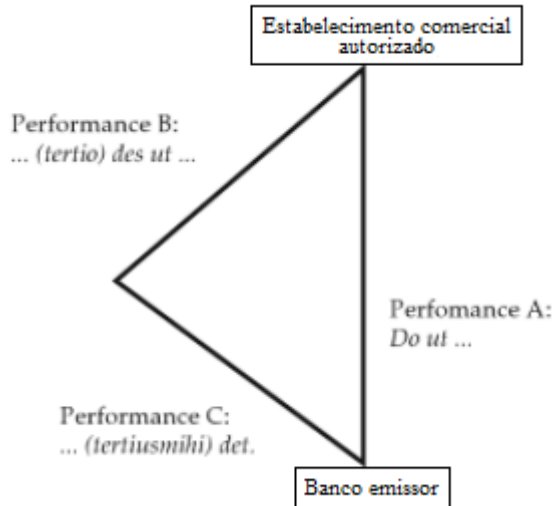 Estabelecimento comercial
autorizado
Performance B:
... (tertio) des ut ...
Perfomance A:
Do ut ...
Performance C:
... (tertiusmihi) det.
Banco emissor